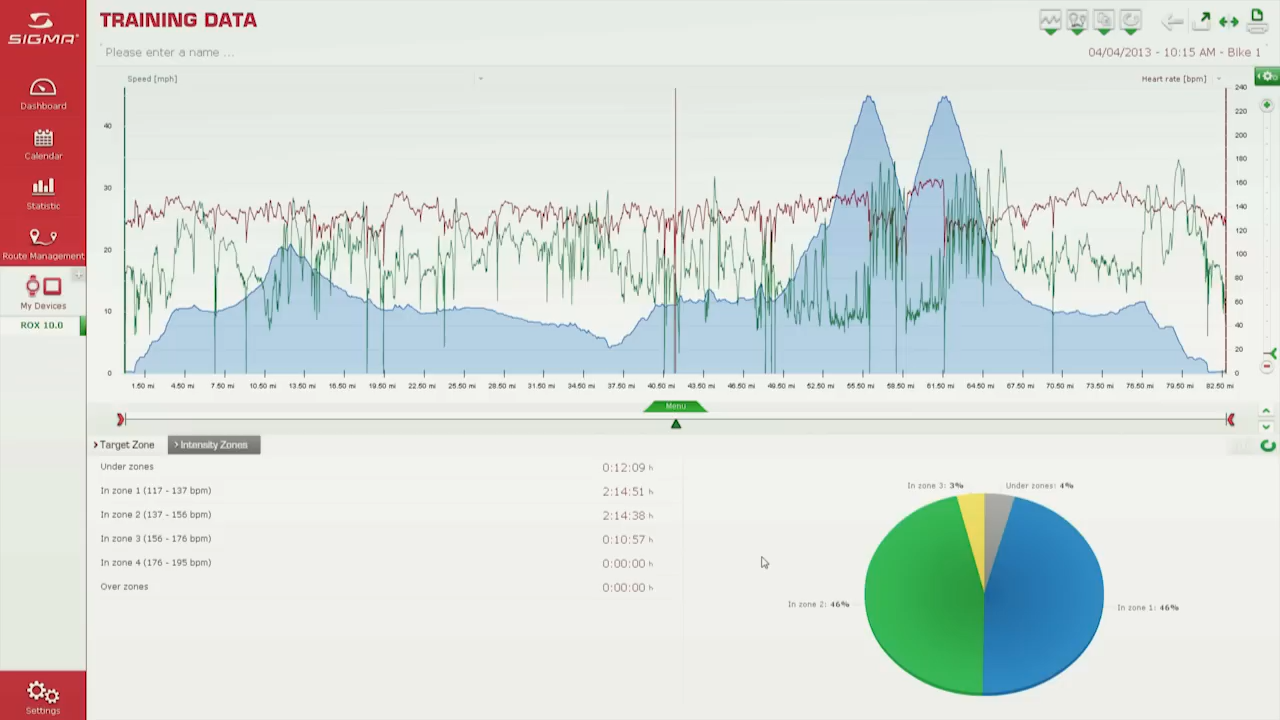 SIGMA
TRAINING DATA
Please enter a name ...
04/04/2013 - 10:15 AM - Bike 1
Speed [mph]
Heart rate [bpm]
Dashboard
Calendar
Statistic
Route Management
My Devices
ROX 10.0
Settings
40
30
20
10
0
240
220
200
180
160
140
120
100
80
60
40
20
0
1.50 mi 4.50 mi 7.50 mi 10.50 mi 13.50 mi 16.50 mi 19.50 mi 22.50 mi 25.50 mi 28.50 mi 31.50 mi 34.50 mi 37.50 mi 40.50 mi 43.50 mi 46.50 mi 49.50 mi 52.50 mi 55.50 mi 58.50 mi 61.50 mi 64.50 mi 67.50 mi 70.50 mi 73.50 mi 76.50 mi 79.50 mi 82.50 mi
Menu
Target Zone
Intensity Zones
Under zones 0:12:09 h
In zone 1 (117 - 137 bpm) 2:14:51 h
In zone 2 (137 - 156 bpm) 2:14:38 h
In zone 3 (156 - 176 bpm) 0:10:57 h
In zone 4 (176 - 195 bpm) 0:00:00 h
Over zones 0:00:00 h
In zone 3: 3%
Under zones: 4%
In zone 2: 46%
In zone 1: 46%